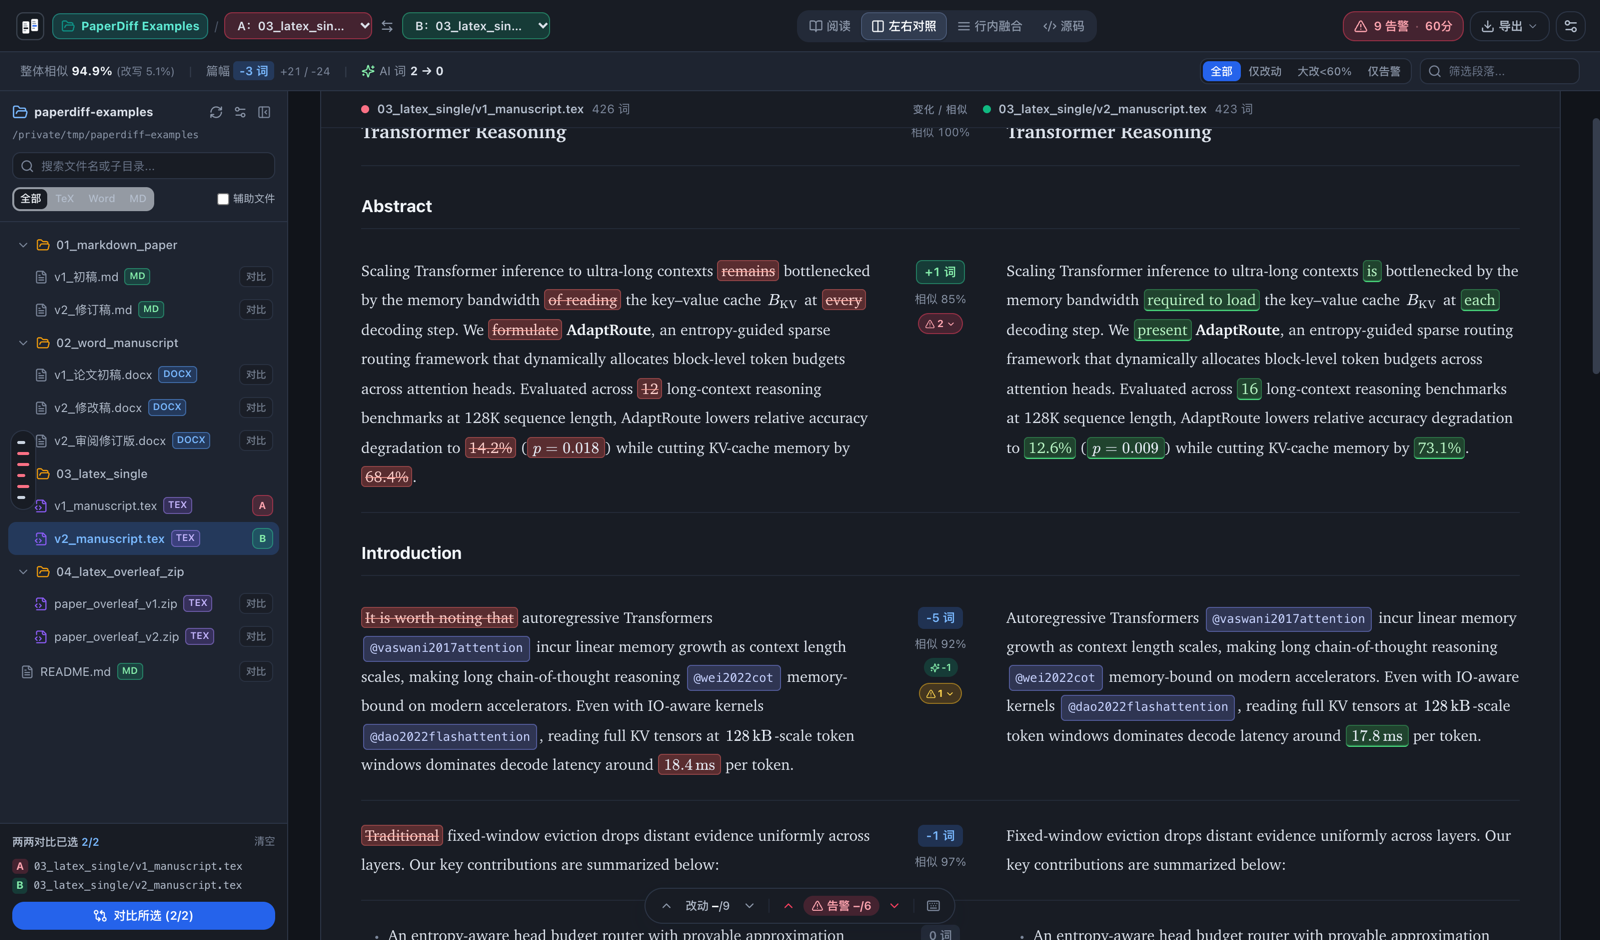 PaperDiff Examples / A: 03_latex_sin... B: 03_latex_sin... 阅读 左右对照 行内融合 源码 9 告警 · 60分 导出
整体相似 94.9% (改写 5.1%) 篇幅 -3 词 +21 / -24 AI 词 2 → 0 全部 仅改动 大改<60% 仅告警 筛选段落...
paperdiff-examples
/private/tmp/paperdiff-examples
搜索文件名或子目录...
全部 TeX Word MD 辅助文件
01_markdown_paper
v1_初稿.md MD 对比
v2_修订稿.md MD 对比
02_word_manuscript
v1_论文初稿.docx DOCX 对比
v2_修改稿.docx DOCX 对比
v2_审阅修订版.docx DOCX 对比
03_latex_single
v1_manuscript.tex TEX A
v2_manuscript.tex TEX B
04_latex_overleaf_zip
paper_overleaf_v1.zip TEX 对比
paper_overleaf_v2.zip TEX 对比
README.md MD 对比
两两对比已选 2/2 清空
A 03_latex_single/v1_manuscript.tex
B 03_latex_single/v2_manuscript.tex
对比所选 (2/2)
03_latex_single/v1_manuscript.tex 426 词
Transformer Reasoning
Abstract
Scaling Transformer inference to ultra-long contexts remains bottlenecked
by the memory bandwidth of reading the key–value cache B_KV at every
decoding step. We formulate AdaptRoute, an entropy-guided sparse
routing framework that dynamically allocates block-level token budgets
across attention heads. Evaluated across 12 long-context reasoning
benchmarks at 128K sequence length, AdaptRoute lowers relative accuracy
degradation to 14.2% (p = 0.018) while cutting KV-cache memory by
68.4%.
Introduction
It is worth noting that autoregressive Transformers
@vaswani2017attention incur linear memory growth as context length
scales, making long chain-of-thought reasoning @wei2022cot memory-
bound on modern accelerators. Even with IO-aware kernels
@dao2022flashattention, reading full KV tensors at 128 kB-scale token
windows dominates decode latency around 18.4 ms per token.
Traditional fixed-window eviction drops distant evidence uniformly across
layers. Our key contributions are summarized below:
• An entropy-aware head budget router with provable approximation
变化 / 相似
相似 100%
+1 词
相似 85%
2
-5 词
相似 92%
-1
1
-1 词
相似 97%
0 词
03_latex_single/v2_manuscript.tex 423 词
Transformer Reasoning
Abstract
Scaling Transformer inference to ultra-long contexts is bottlenecked by the
memory bandwidth required to load the key–value cache B_KV at each
decoding step. We present AdaptRoute, an entropy-guided sparse routing
framework that dynamically allocates block-level token budgets across
attention heads. Evaluated across 16 long-context reasoning benchmarks
at 128K sequence length, AdaptRoute lowers relative accuracy degradation
to 12.6% (p = 0.009) while cutting KV-cache memory by 73.1%.
Introduction
Autoregressive Transformers @vaswani2017attention incur linear memory
growth as context length scales, making long chain-of-thought reasoning
@wei2022cot memory-bound on modern accelerators. Even with IO-aware
kernels @dao2022flashattention, reading full KV tensors at 128 kB-scale
token windows dominates decode latency around 17.8 ms per token.
Fixed-window eviction drops distant evidence uniformly across layers. Our
key contributions are summarized below:
• An entropy-aware head budget router with provable approximation
改动 –/9 告警 –/6